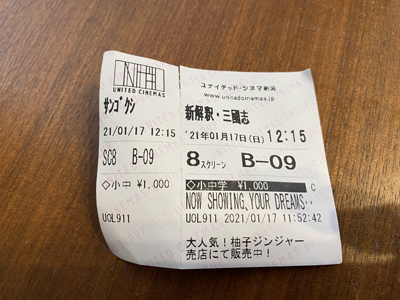 UNITED CINEMAS
ｻﾝｺﾞｸｼ
21/01/17 12:15
SC8 B-09
◇小中 ¥1,000
UOL911
ユナイテッド・シネマ新潟
www.unitedcinemas.jp
新解釈・三國志
'21年01月17日(日) 12:15
8スクリーン B-09
◇小中学 ¥1,000 C
NOW SHOWING,YOUR DREAMS･･
UOL911 2021/01/17 11:52:42
大人気！柚子ジンジャー
売店にて販売中！